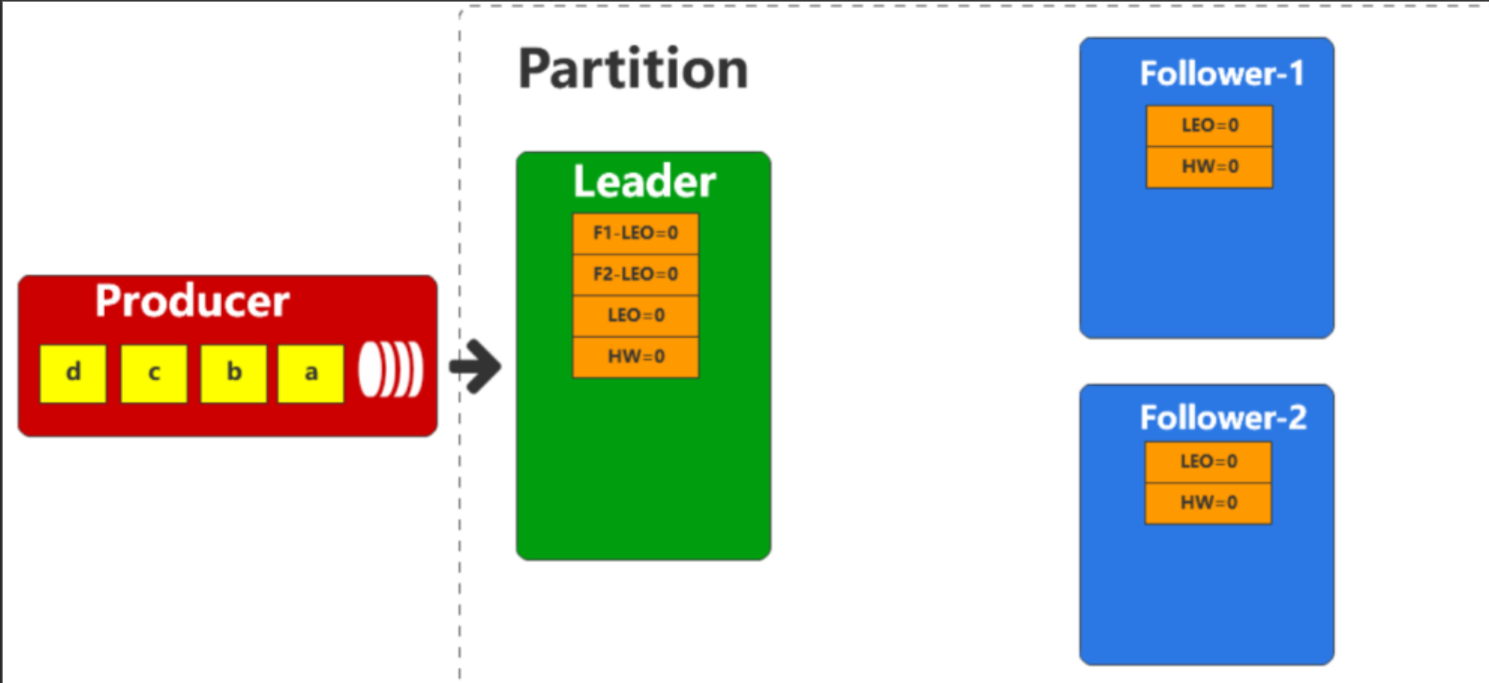 Partition
Producer
d c b a
Leader
F1-LEO=0
F2-LEO=0
LEO=0
HW=0
Follower-1
LEO=0
HW=0
Follower-2
LEO=0
HW=0